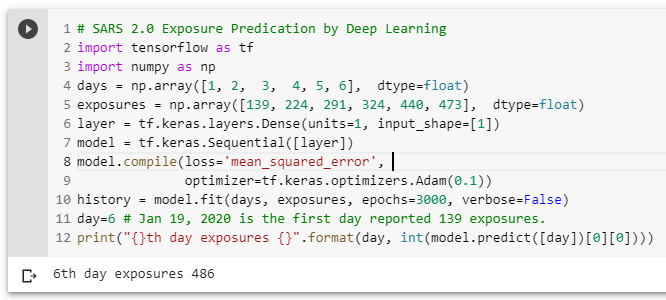 1 # SARS 2.0 Exposure Predication by Deep Learning
2 import tensorflow as tf
3 import numpy as np
4 days = np.array([1, 2,  3,  4, 5, 6],  dtype=float)
5 exposures = np.array([139, 224, 291, 324, 440, 473],  dtype=float)
6 layer = tf.keras.layers.Dense(units=1, input_shape=[1])
7 model = tf.keras.Sequential([layer])
8 model.compile(loss='mean_squared_error',
9               optimizer=tf.keras.optimizers.Adam(0.1))
10 history = model.fit(days, exposures, epochs=3000, verbose=False)
11 day=6 # Jan 19, 2020 is the first day reported 139 exposures.
12 print("{}th day exposures {}".format(day, int(model.predict([day])[0][0])))
6th day exposures 486